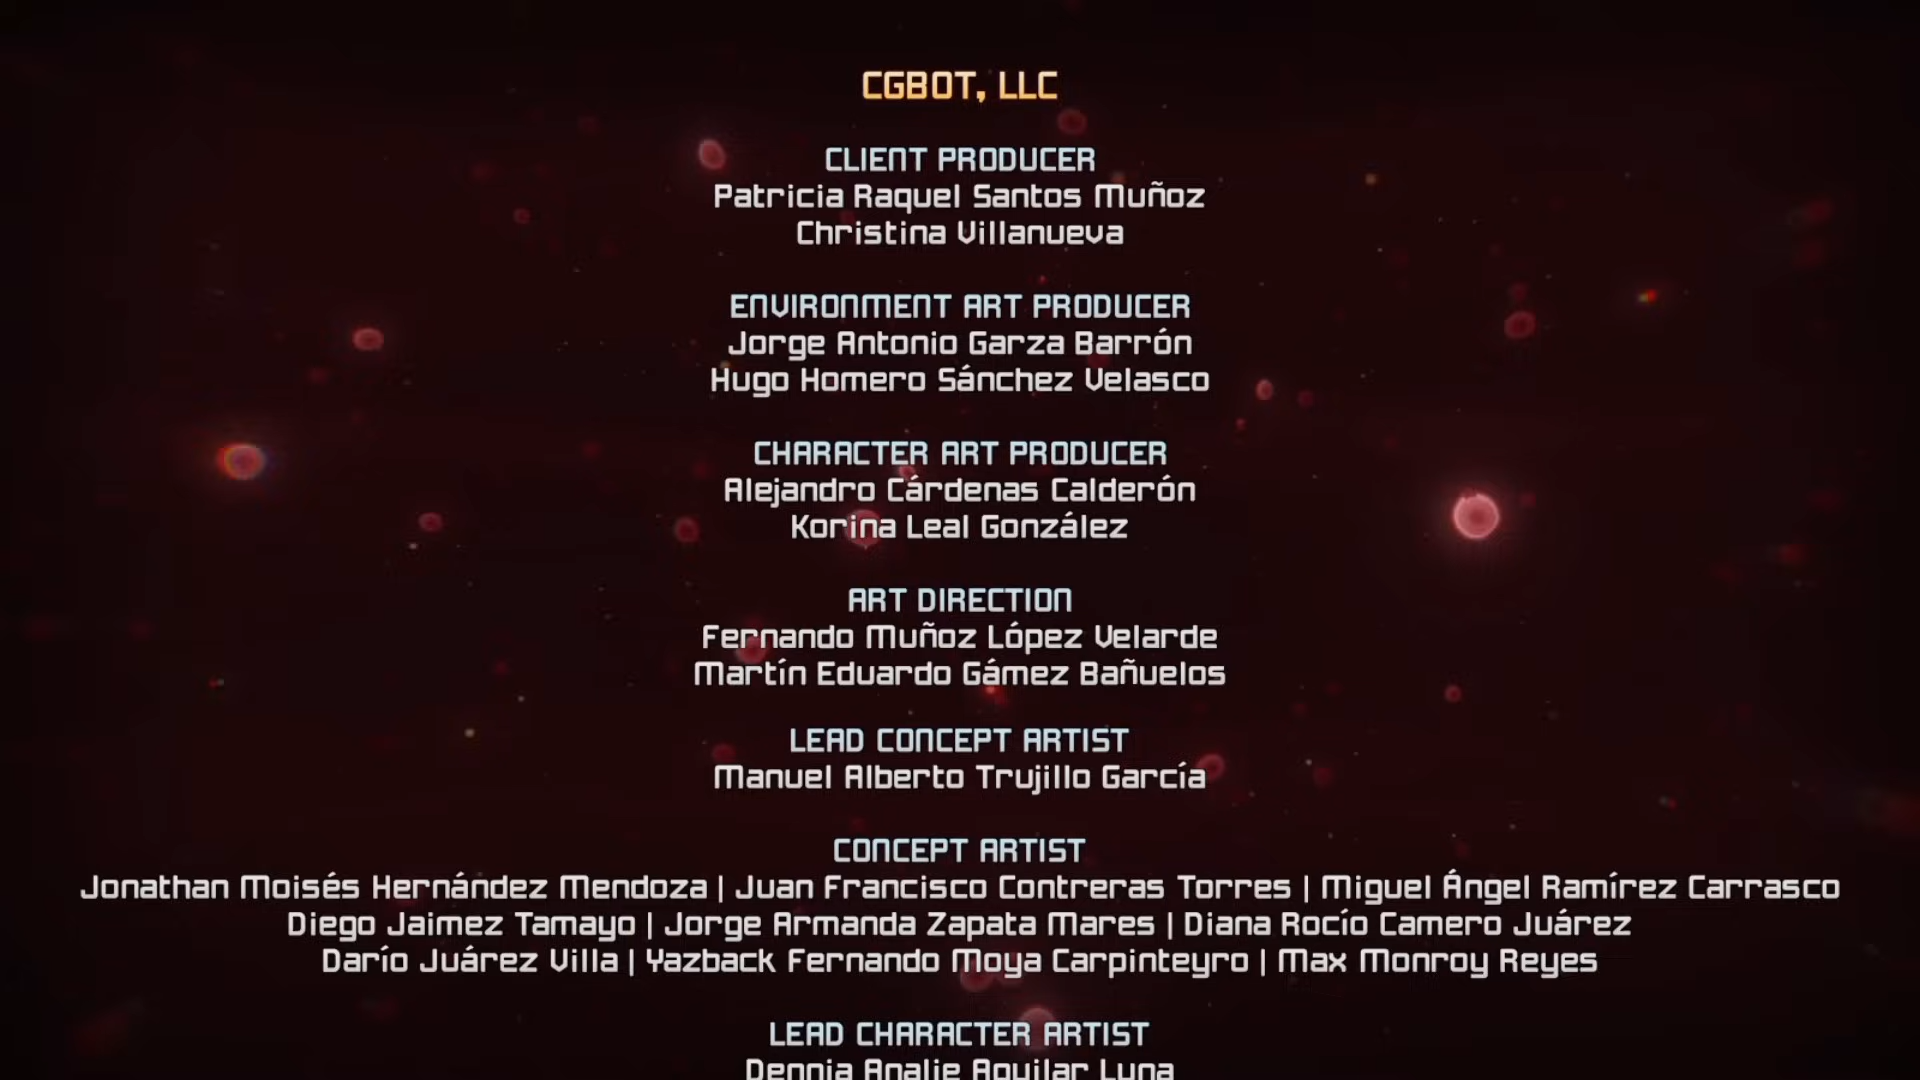 CGBOT, LLC
CLIENT PRODUCER
Patricia Raquel Santos Muñoz
Christina Villanueva
ENVIRONMENT ART PRODUCER
Jorge Antonio Garza Barrón
Hugo Homero Sánchez Velasco
CHARACTER ART PRODUCER
Alejandro Cárdenas Calderón
Korina Leal González
ART DIRECTION
Fernando Muñoz López Velarde
Martín Eduardo Gámez Bañuelos
LEAD CONCEPT ARTIST
Manuel Alberto Trujillo García
CONCEPT ARTIST
Jonathan Moisés Hernández Mendoza | Juan Francisco Contreras Torres | Miguel Ángel Ramírez Carrasco
Diego Jaimez Tamayo | Jorge Armanda Zapata Mares | Diana Rocío Camero Juárez
Darío Juárez Villa | Yazback Fernando Moya Carpinteyro | Max Monroy Reyes
LEAD CHARACTER ARTIST
Dennia Analie Aguilar Luna